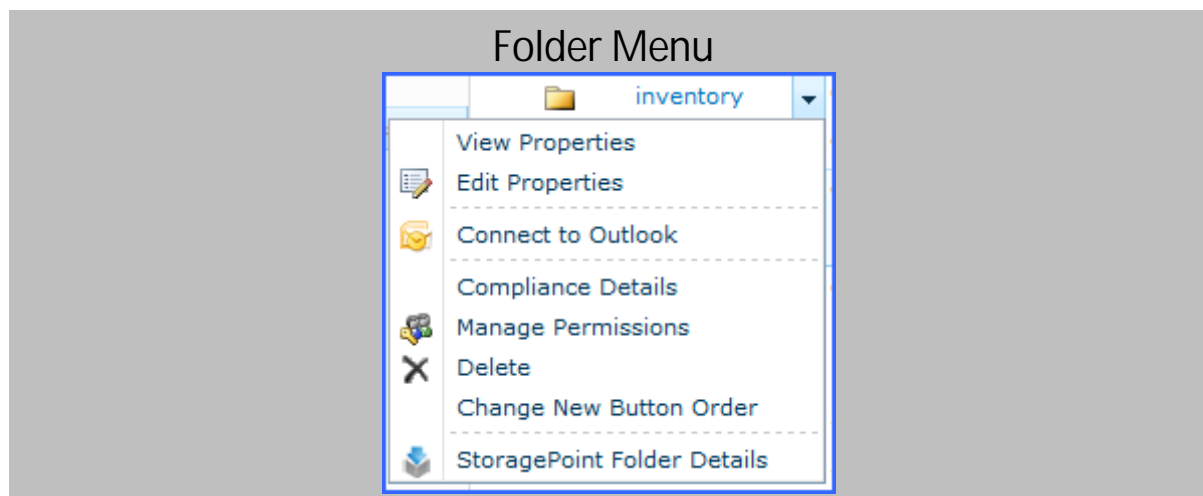 Folder Menu
inventory
View Properties
Edit Properties
Connect to Outlook
Compliance Details
Manage Permissions
Delete
Change New Button Order
StoragePoint Folder Details